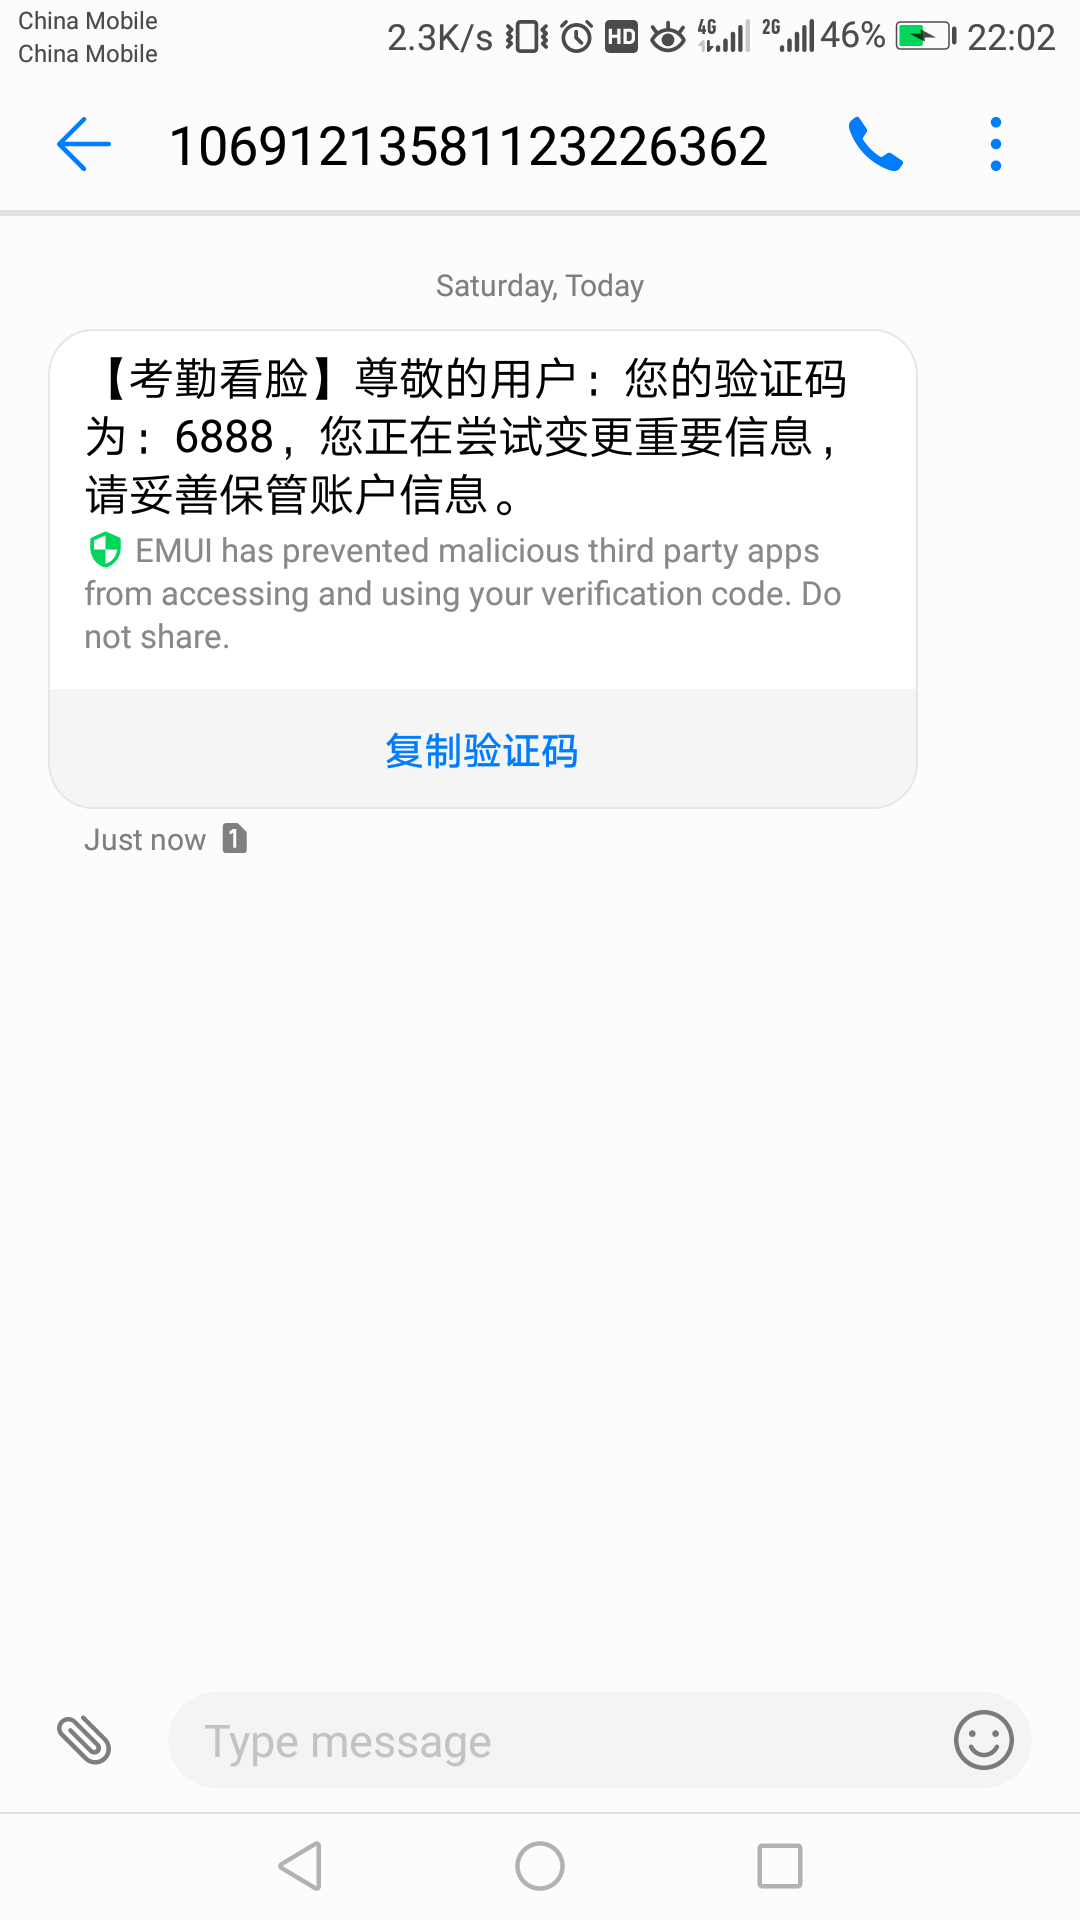 China Mobile
China Mobile
2.3K/s HD 4G 2G 46% 22:02
10691213581123226362
Saturday, Today
【考勤看脸】尊敬的用户：您的验证码
为：6888，您正在尝试变更重要信息，
请妥善保管账户信息。
EMUI has prevented malicious third party apps
from accessing and using your verification code. Do
not share.
复制验证码
Just now 1
Type message